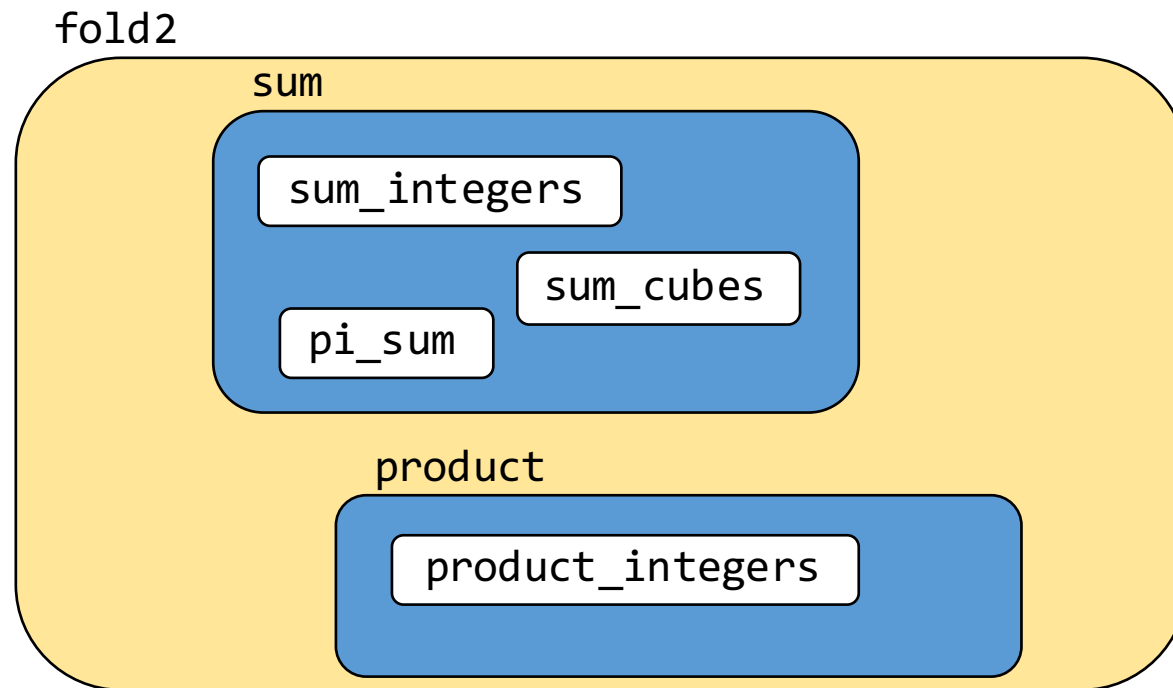 fold2
sum
sum_integers
sum_cubes
pi_sum
product
product_integers